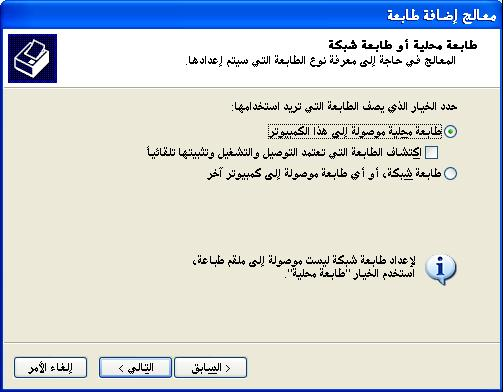 معالج إضافة طابعة
طابعة محلية أو طابعة شبكة
المعالج في حاجة إلى معرفة نوع الطابعة التي سيتم إعدادها.
حدد الخيار الذي يصف الطابعة التي تريد استخدامها:
طابعة محلية موصولة إلى هذا الكمبيوتر
اكتشاف الطابعة التي تعتمد التوصيل والتشغيل وتثبيتها تلقائياً
طابعة شبكة، أو أي طابعة موصولة إلى كمبيوتر آخر
لإعداد طابعة شبكة ليست موصولة إلى ملقم طباعة،
استخدم الخيار "طابعة محلية".
< السابق
التالي >
إلغاء الأمر